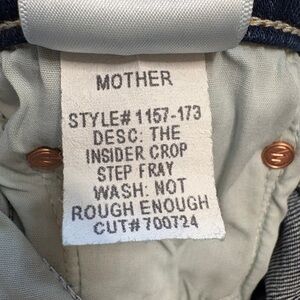 MOTHER
STYLE# 1157-173
DESC: THE
INSIDER CROP
STEP FRAY
WASH: NOT
ROUGH ENOUGH
CUT# 700724